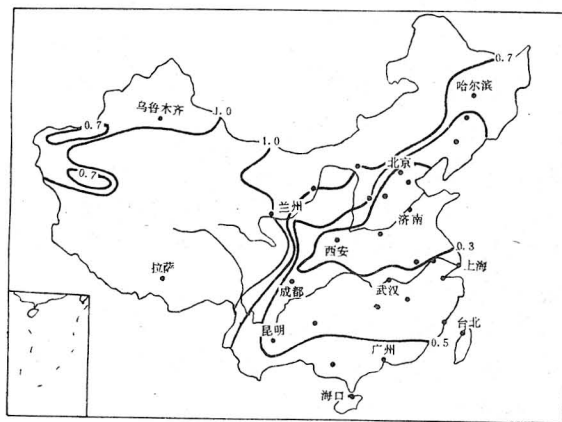 0.7
哈尔滨
乌鲁木齐
1.0
0.7
1.0
北京
0.7
兰州
济南
西安
0.3
上海
拉萨
成都
武汉
台北
昆明
广州
0.5
海口